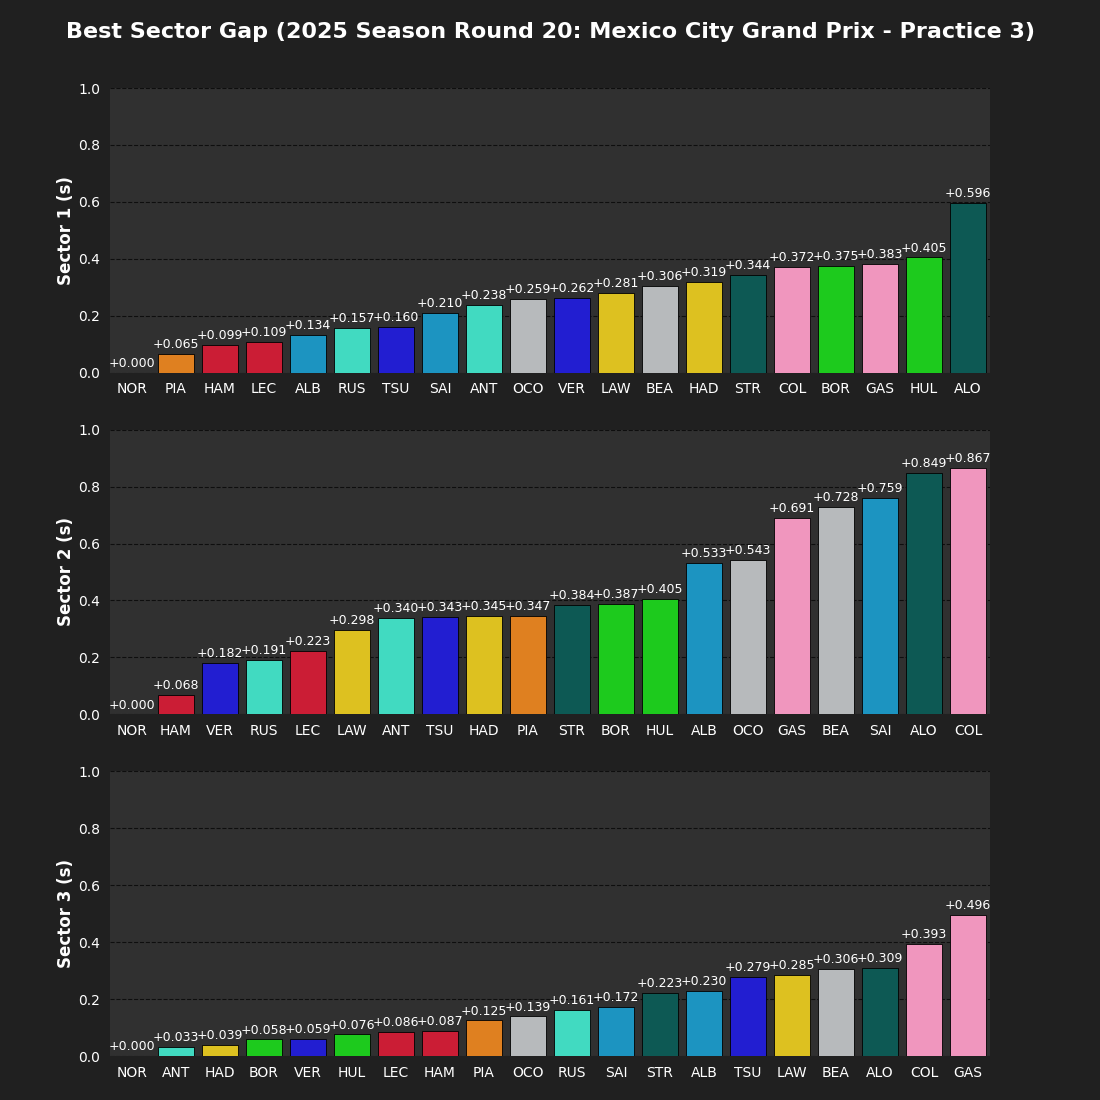 Best Sector Gap (2025 Season Round 20: Mexico City Grand Prix - Practice 3)
Sector 1 (s)
1.0
0.8
0.6
0.4
0.2
0.0
+0.000 +0.065 +0.099 +0.109 +0.134 +0.157 +0.160 +0.210 +0.238 +0.259 +0.262 +0.281 +0.306 +0.319 +0.344 +0.372 +0.375 +0.383 +0.405 +0.596
NOR PIA HAM LEC ALB RUS TSU SAI ANT OCO VER LAW BEA HAD STR COL BOR GAS HUL ALO
Sector 2 (s)
1.0
0.8
0.6
0.4
0.2
0.0
+0.000 +0.068 +0.182 +0.191 +0.223 +0.298 +0.340 +0.343 +0.345 +0.347 +0.384 +0.387 +0.405 +0.533 +0.543 +0.691 +0.728 +0.759 +0.849 +0.867
NOR HAM VER RUS LEC LAW ANT TSU HAD PIA STR BOR HUL ALB OCO GAS BEA SAI ALO COL
Sector 3 (s)
1.0
0.8
0.6
0.4
0.2
0.0
+0.000 +0.033 +0.039 +0.058 +0.059 +0.076 +0.086 +0.087 +0.125 +0.139 +0.161 +0.172 +0.223 +0.230 +0.279 +0.285 +0.306 +0.309 +0.393 +0.496
NOR ANT HAD BOR VER HUL LEC HAM PIA OCO RUS SAI STR ALB TSU LAW BEA ALO COL GAS